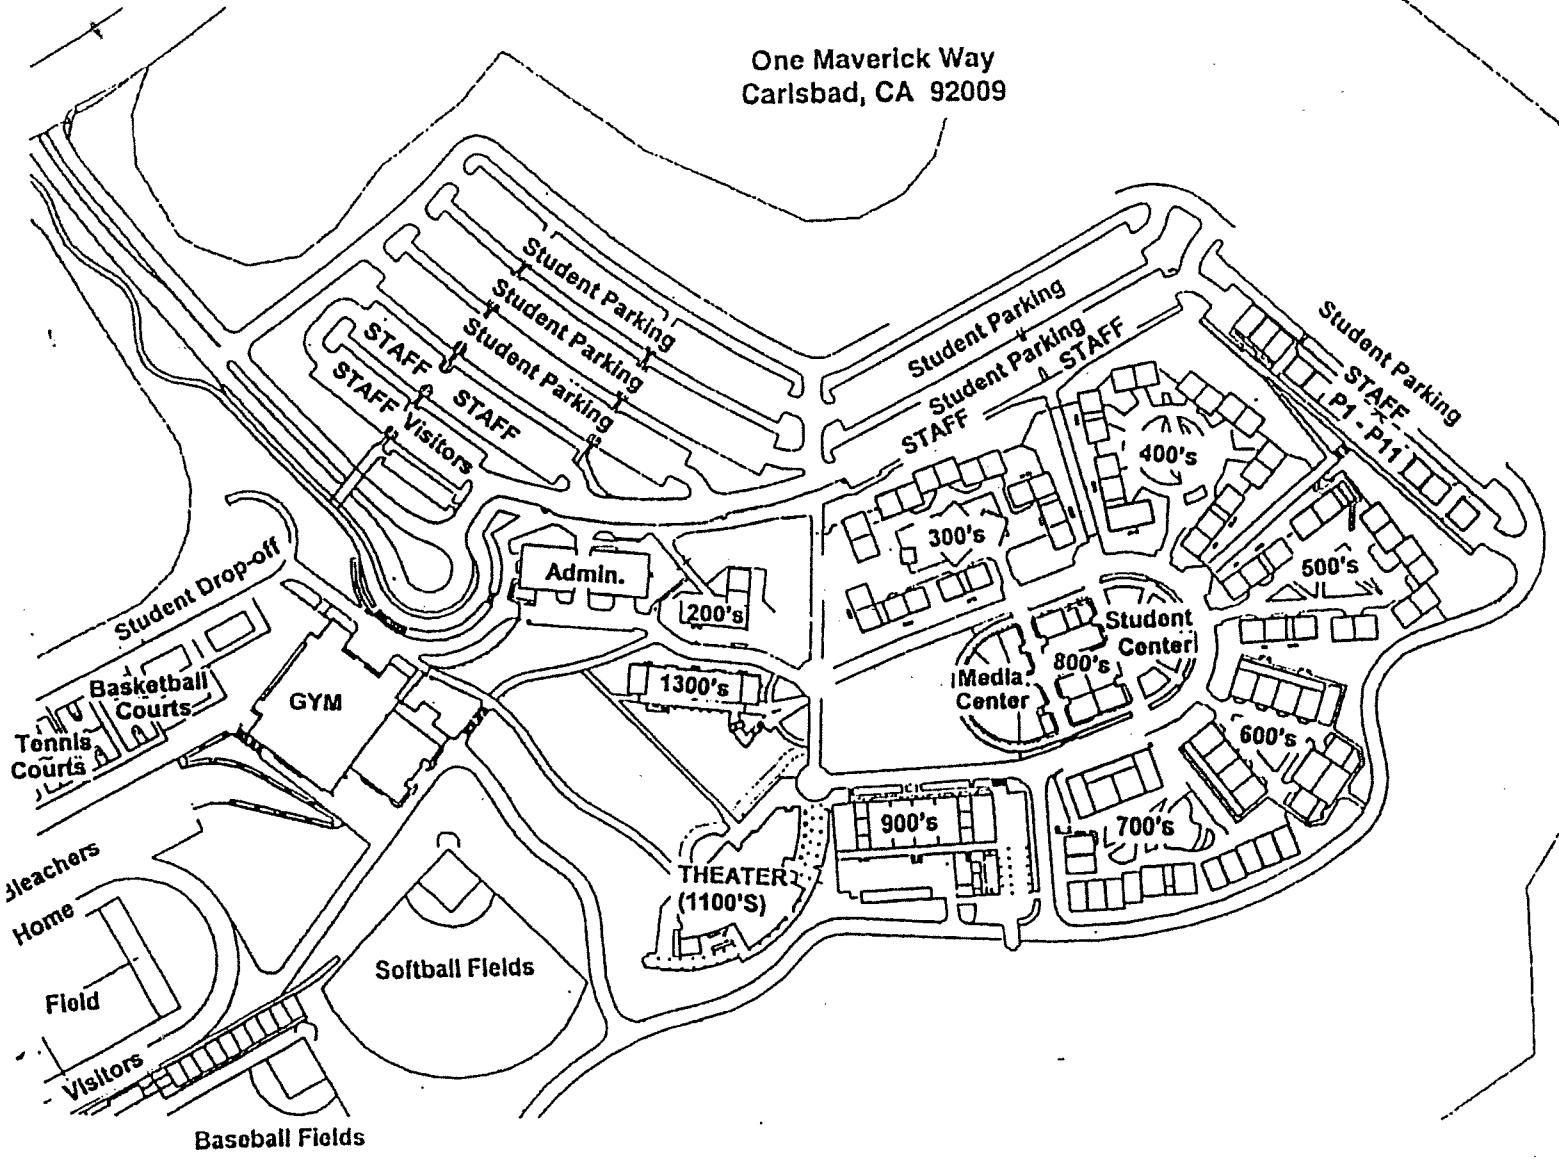 One Maverick Way
Carlsbad, CA 92009
Student Parking
Student Parking
Student Parking
STAFF
STAFF
STAFF
Visitors
Student Parking
Student Parking
STAFF
STAFF
Student Parking
STAFF
P1 - P11
400's
300's
500's
Student Drop-off
Admin.
200's
Student
Center
800's
Media
Center
1300's
GYM
Basketball
Courts
Tennis
Courts
600's
700's
900's
THEATER
(1100'S)
Bleachers
Home
Field
Visitors
Softball Fields
Baseball Fields